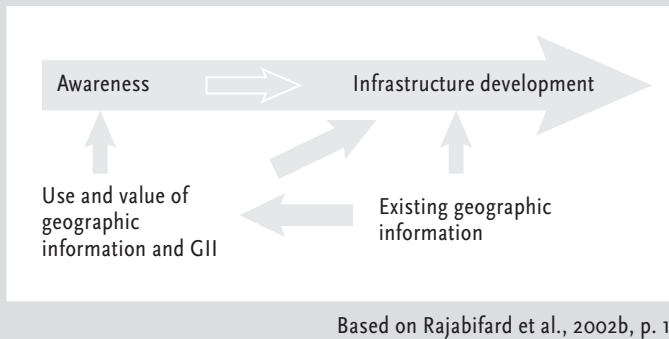 Awareness
Infrastructure development
Use and value of
geographic
information and GII
Existing geographic
information
Based on Rajabifard et al., 2002b, p. 1